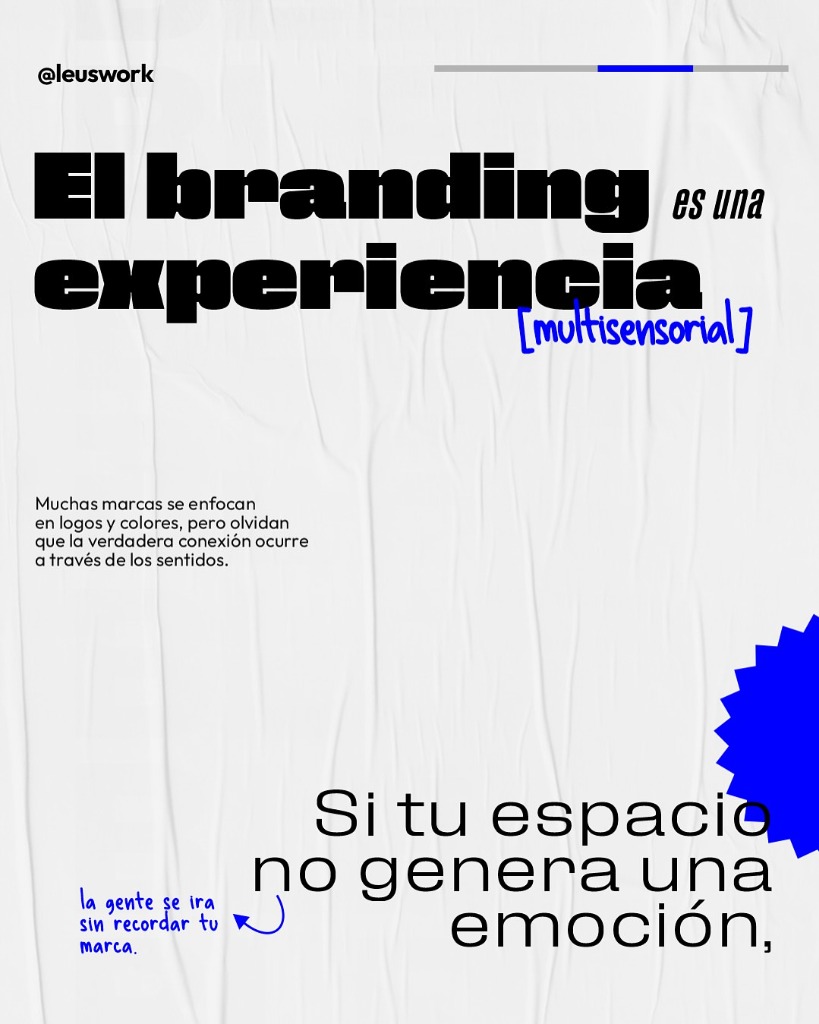 @leuswork
El branding es una
experiencia
[multisensorial]
Muchas marcas se enfocan
en logos y colores, pero olvidan
que la verdadera conexión ocurre
a través de los sentidos.
Si tu espacio
no genera una
emoción,
la gente se ira
sin recordar tu
marca.